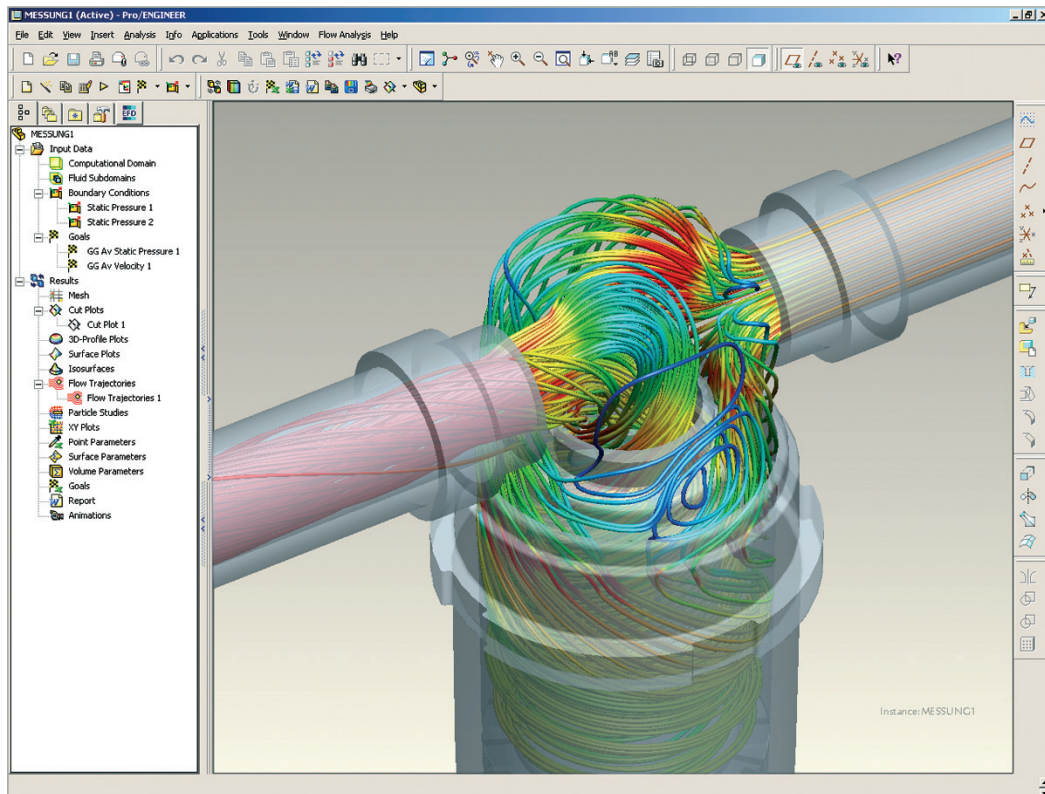 MESSUNG1 (Active) - Pro/ENGINEER
File Edit View Insert Analysis Info Applications Tools Window Flow Analysis Help
EFD
MESSUNG1
Input Data
Computational Domain
Fluid Subdomains
Boundary Conditions
Static Pressure 1
Static Pressure 2
Goals
GG Av Static Pressure 1
GG Av Velocity 1
Results
Mesh
Cut Plots
Cut Plot 1
3D-Profile Plots
Surface Plots
Isosurfaces
Flow Trajectories
Flow Trajectories 1
Particle Studies
XY Plots
Point Parameters
Surface Parameters
Volume Parameters
Goals
Report
Animations
Instance:MESSUNG1